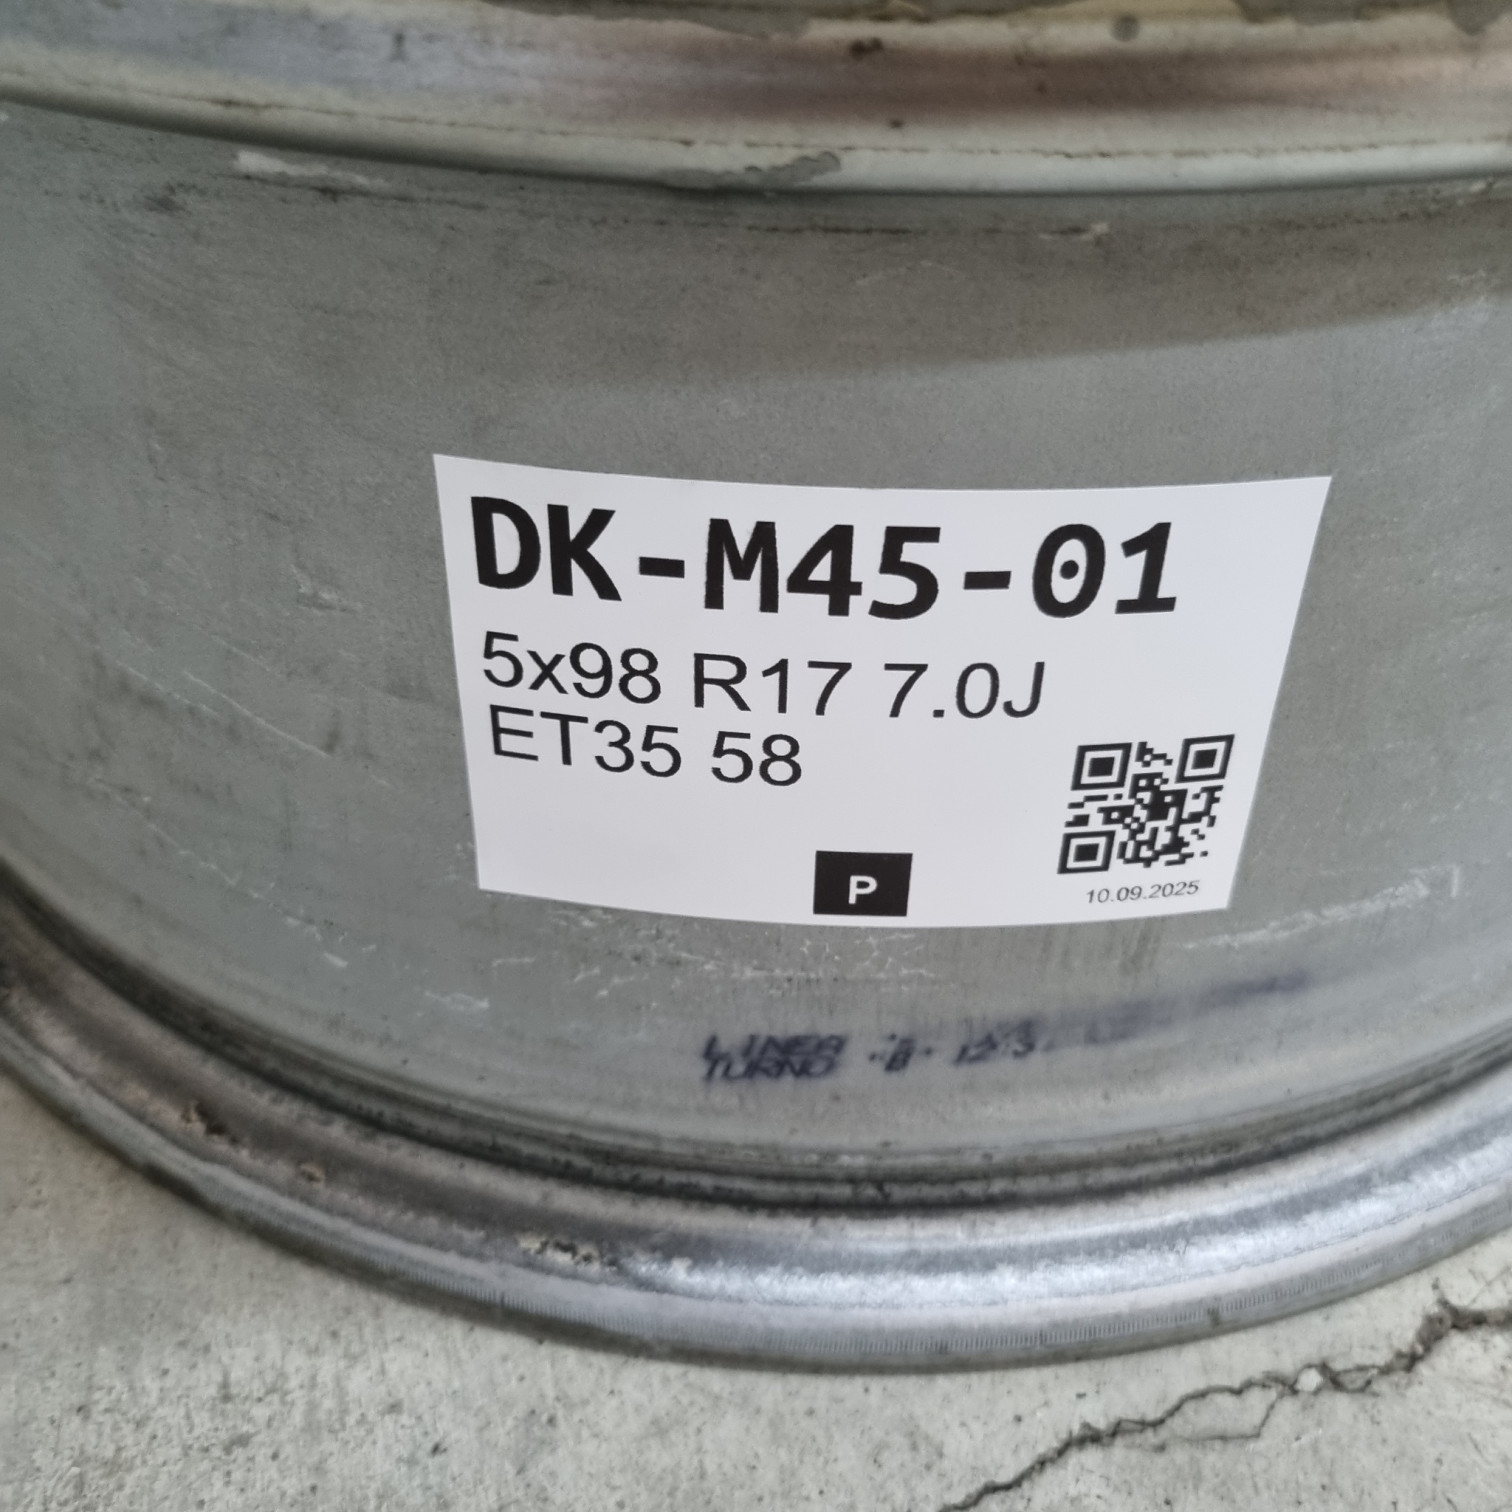 DK-M45-01
5x98 R17 7.0J
ET35 58
P
10.09.2025
LINEA
TURNO